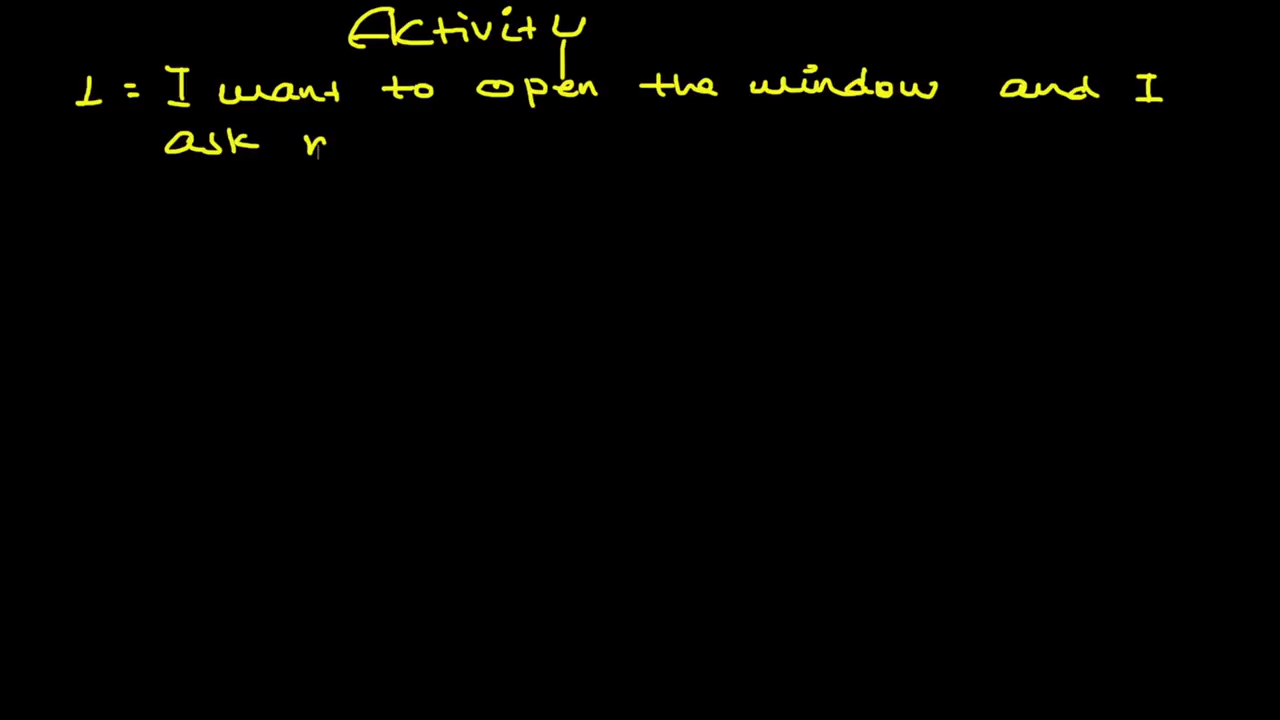 Activity
1 = I want to open the window and I
ask